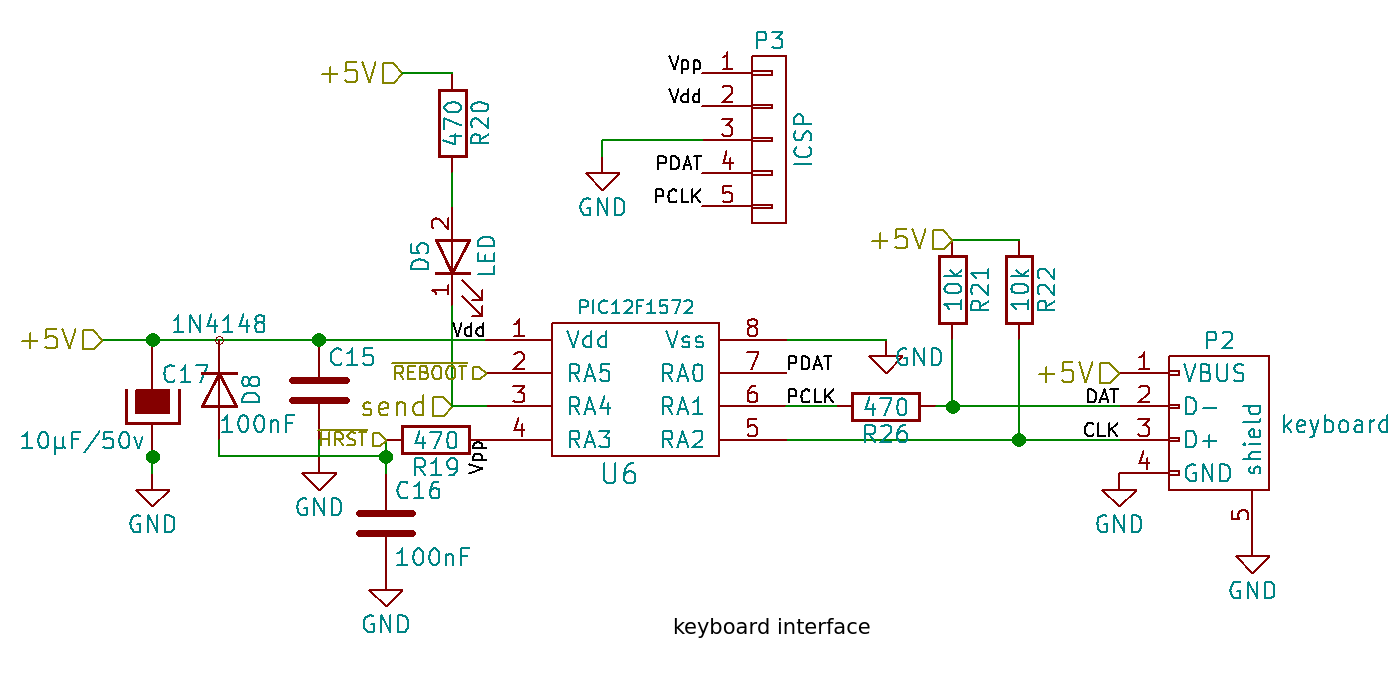 P3
Vpp 1
Vdd 2
3
PDAT 4
PCLK 5
ICSP
GND
+5V
470
R20
2
D5
LED
1
+5V
10k
R21
10k
R22
+5V
1N4148
C17
10µF/50v
GND
D8
C15
100nF
GND
Vdd
REBOOT
send
HRST
470
R19
Vpp
C16
100nF
GND
PIC12F1572
1 Vdd Vss 8
2 RA5 RA0 7 PDAT
3 RA4 RA1 6 PCLK
4 RA3 RA2 5
U6
GND
470
R26
P2
+5V 1 VBUS
DAT 2 D-
CLK 3 D+
4 GND
shield
keyboard
GND
5
GND
keyboard interface